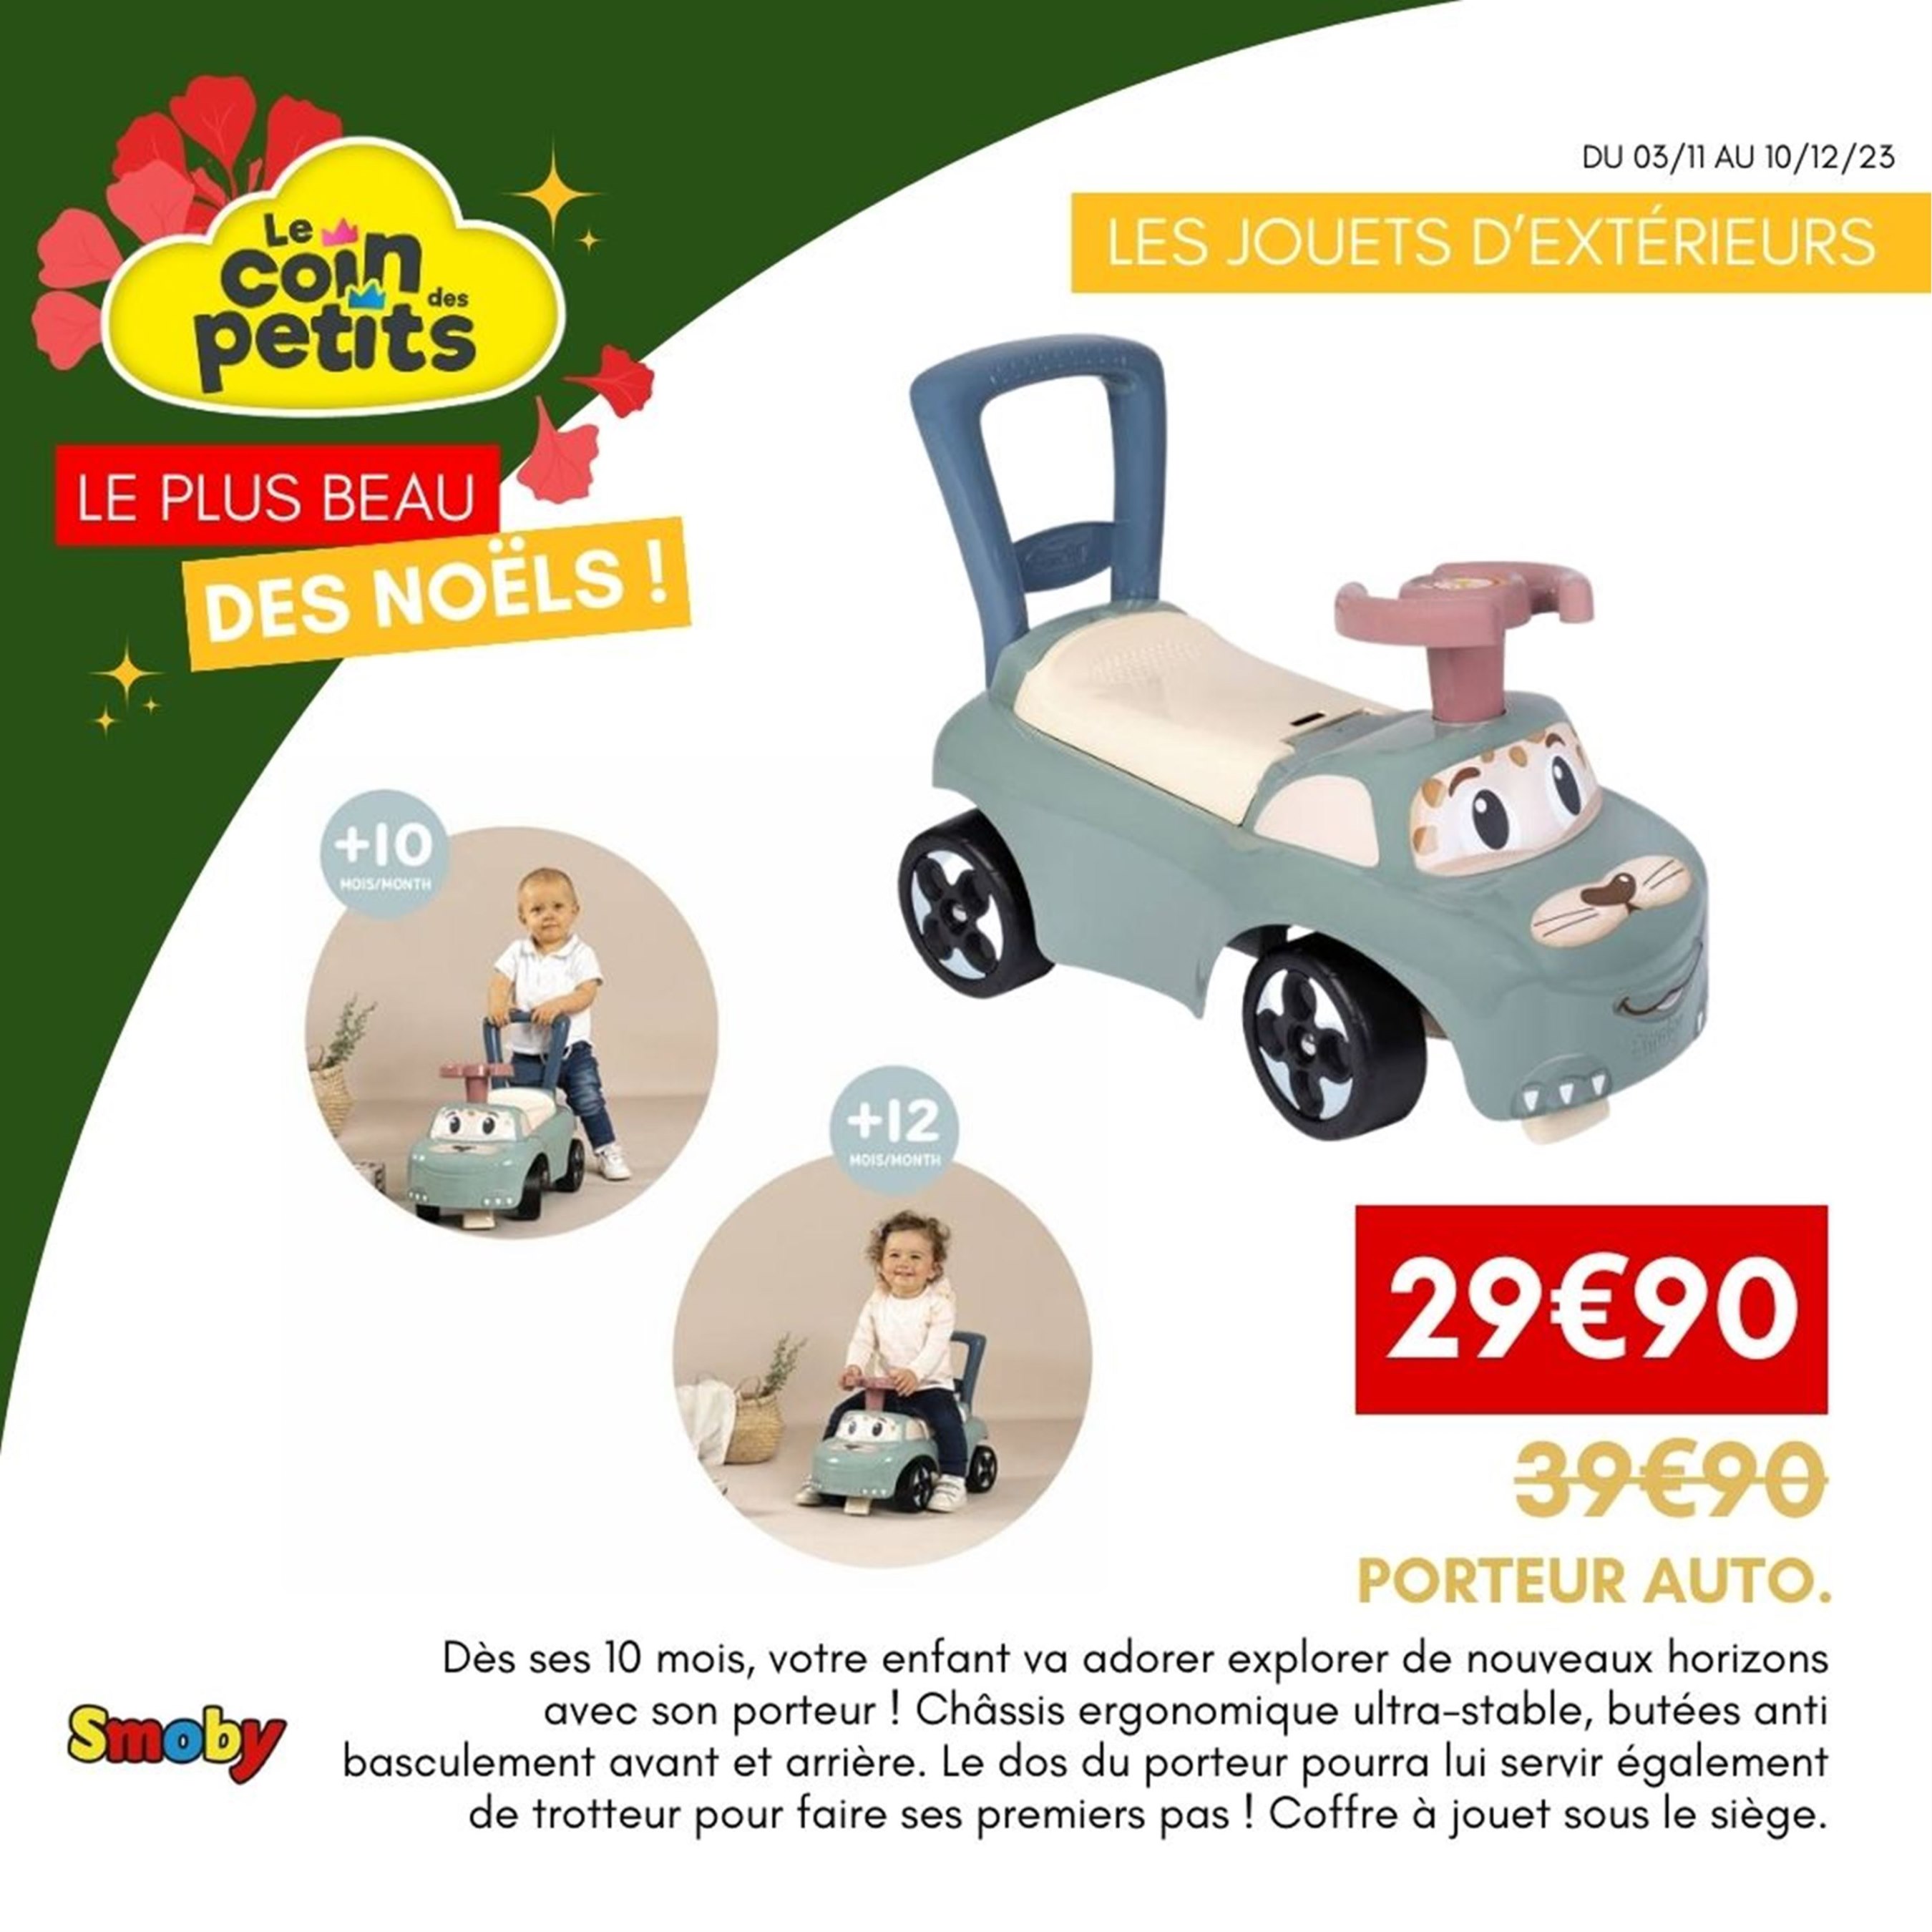 DU 03/11 AU 10/12/23
LES JOUETS D'EXTÉRIEURS
Le
coin
des
petits
LE PLUS BEAU
DES NOËLS !
+10
MOIS/MONTH
+12
MOIS/MONTH
29€90
39€90
PORTEUR AUTO.
Dès ses 10 mois, votre enfant va adorer explorer de nouveaux horizons
avec son porteur ! Châssis ergonomique ultra-stable, butées anti
basculement avant et arrière. Le dos du porteur pourra lui servir également
de trotteur pour faire ses premiers pas ! Coffre à jouet sous le siège.
Smoby